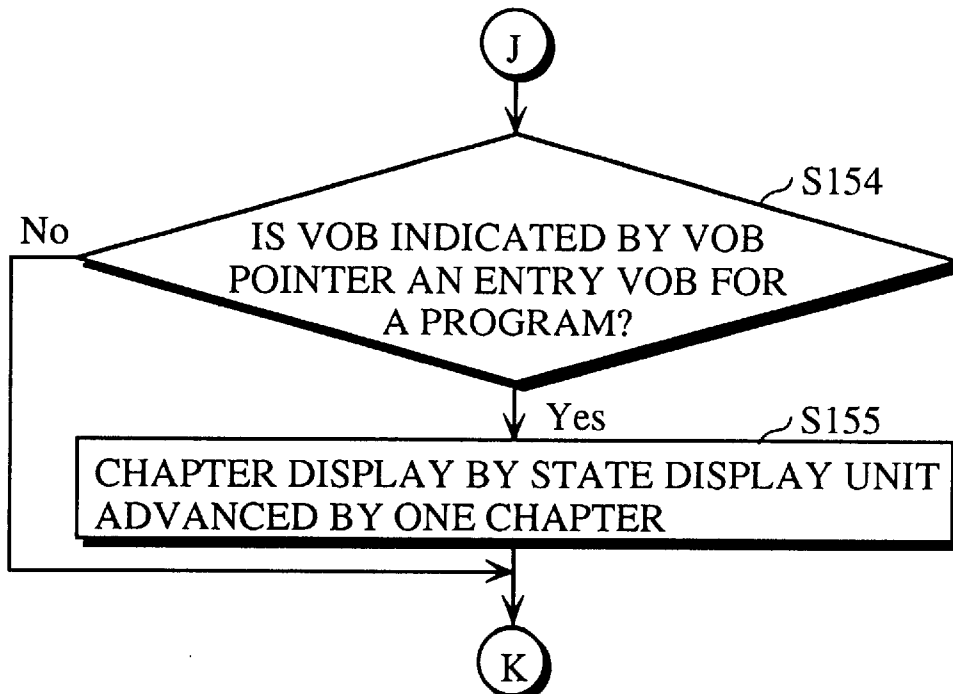 J
S154
No
IS VOB INDICATED BY VOB
POINTER AN ENTRY VOB FOR
A PROGRAM?
Yes
S155
CHAPTER DISPLAY BY STATE DISPLAY UNIT
ADVANCED BY ONE CHAPTER
K